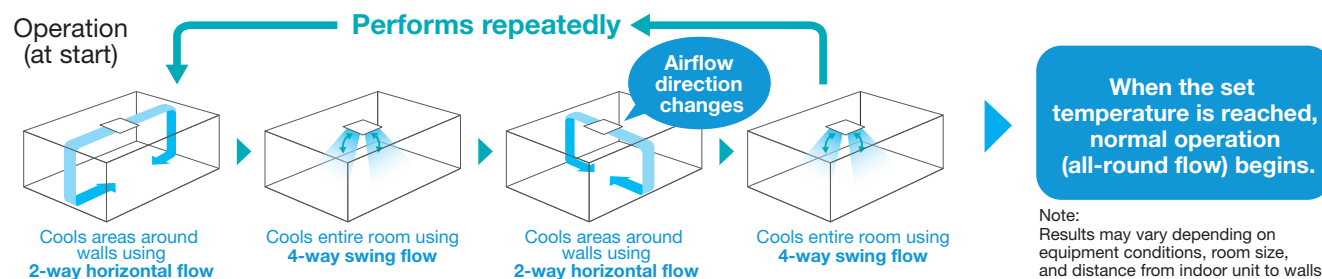 Operation
(at start)
Performs repeatedly
Airflow
direction
changes
Cools areas around
walls using
2-way horizontal flow
Cools entire room using
4-way swing flow
Cools areas around
walls using
2-way horizontal flow
Cools entire room using
4-way swing flow
When the set
temperature is reached,
normal operation
(all-round flow) begins.
Note:
Results may vary depending on
equipment conditions, room size,
and distance from indoor unit to walls